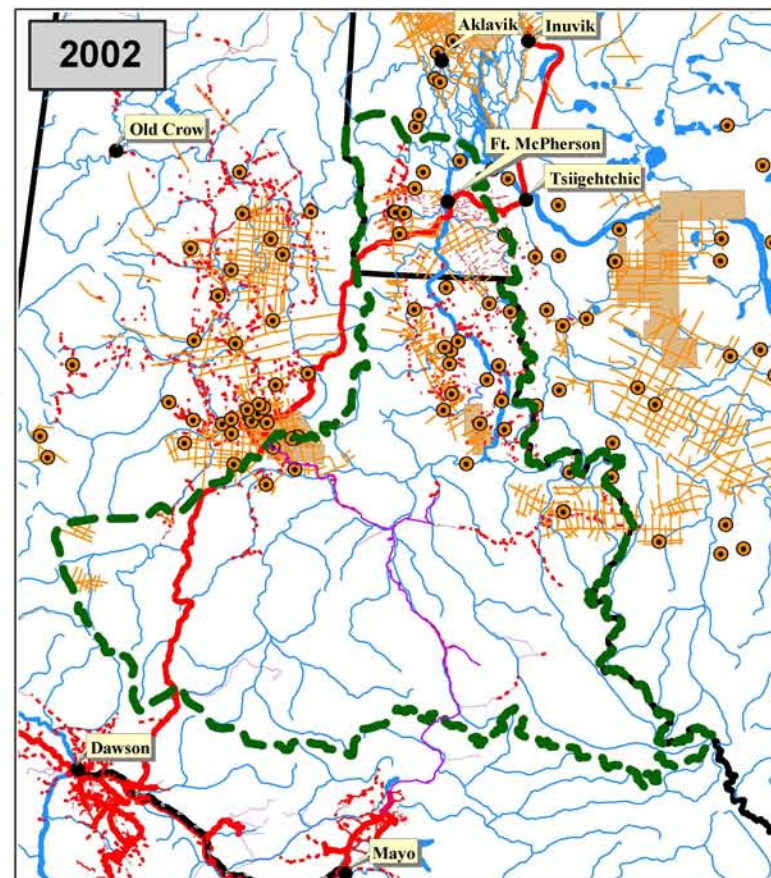 2002
Aklavik
Inuvik
Old Crow
Ft. McPherson
Tsiigehtchic
Dawson
Mayo